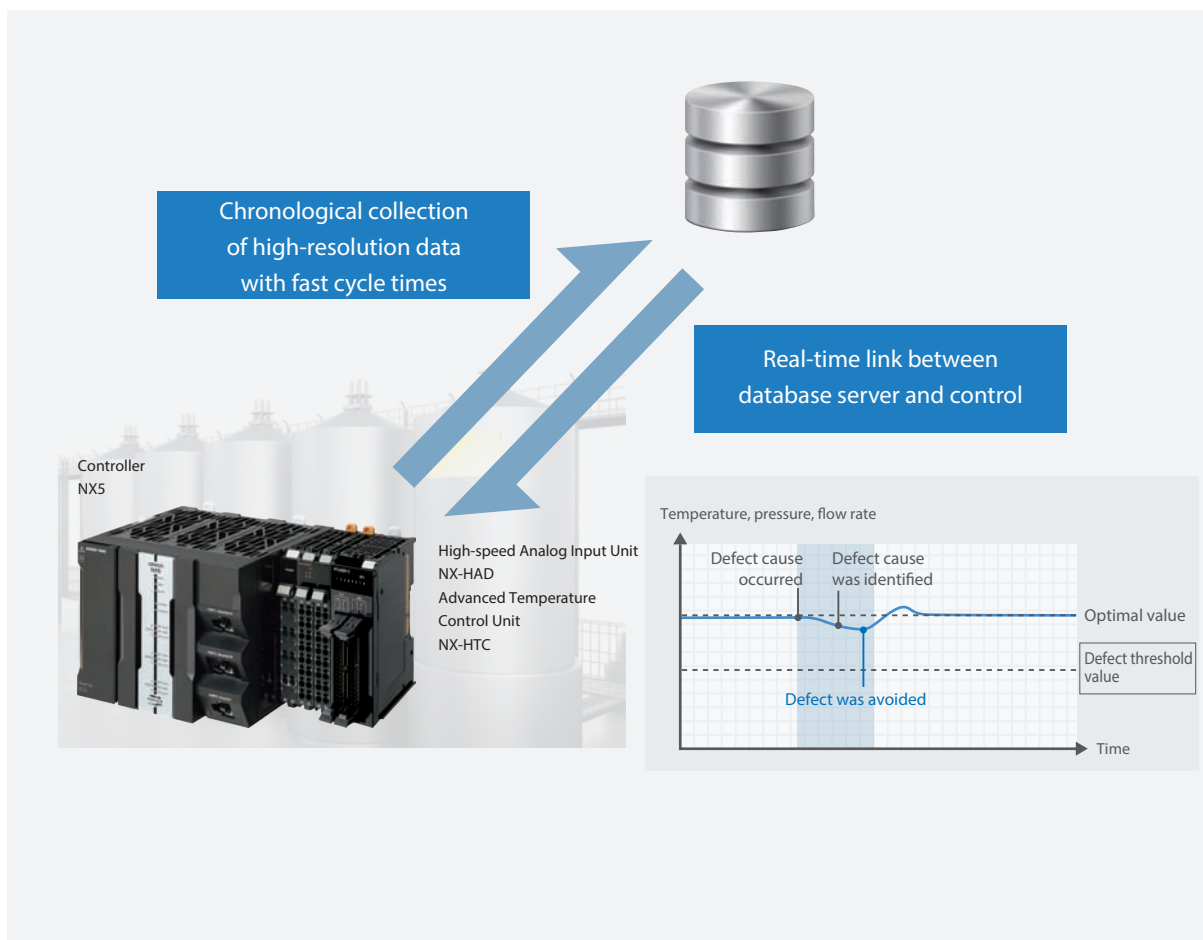 Chronological collection
of high-resolution data
with fast cycle times
Real-time link between
database server and control
Controller
NX5
High-speed Analog Input Unit
NX-HAD
Advanced Temperature
Control Unit
NX-HTC
Temperature, pressure, flow rate
Defect cause
occurred
Defect cause
was identified
Optimal value
Defect threshold
value
Defect was avoided
Time